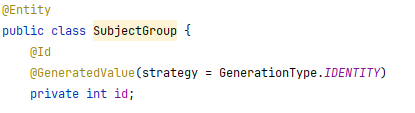 @Entity
public class SubjectGroup {
@Id
@GeneratedValue(strategy = GenerationType.IDENTITY)
private int id;